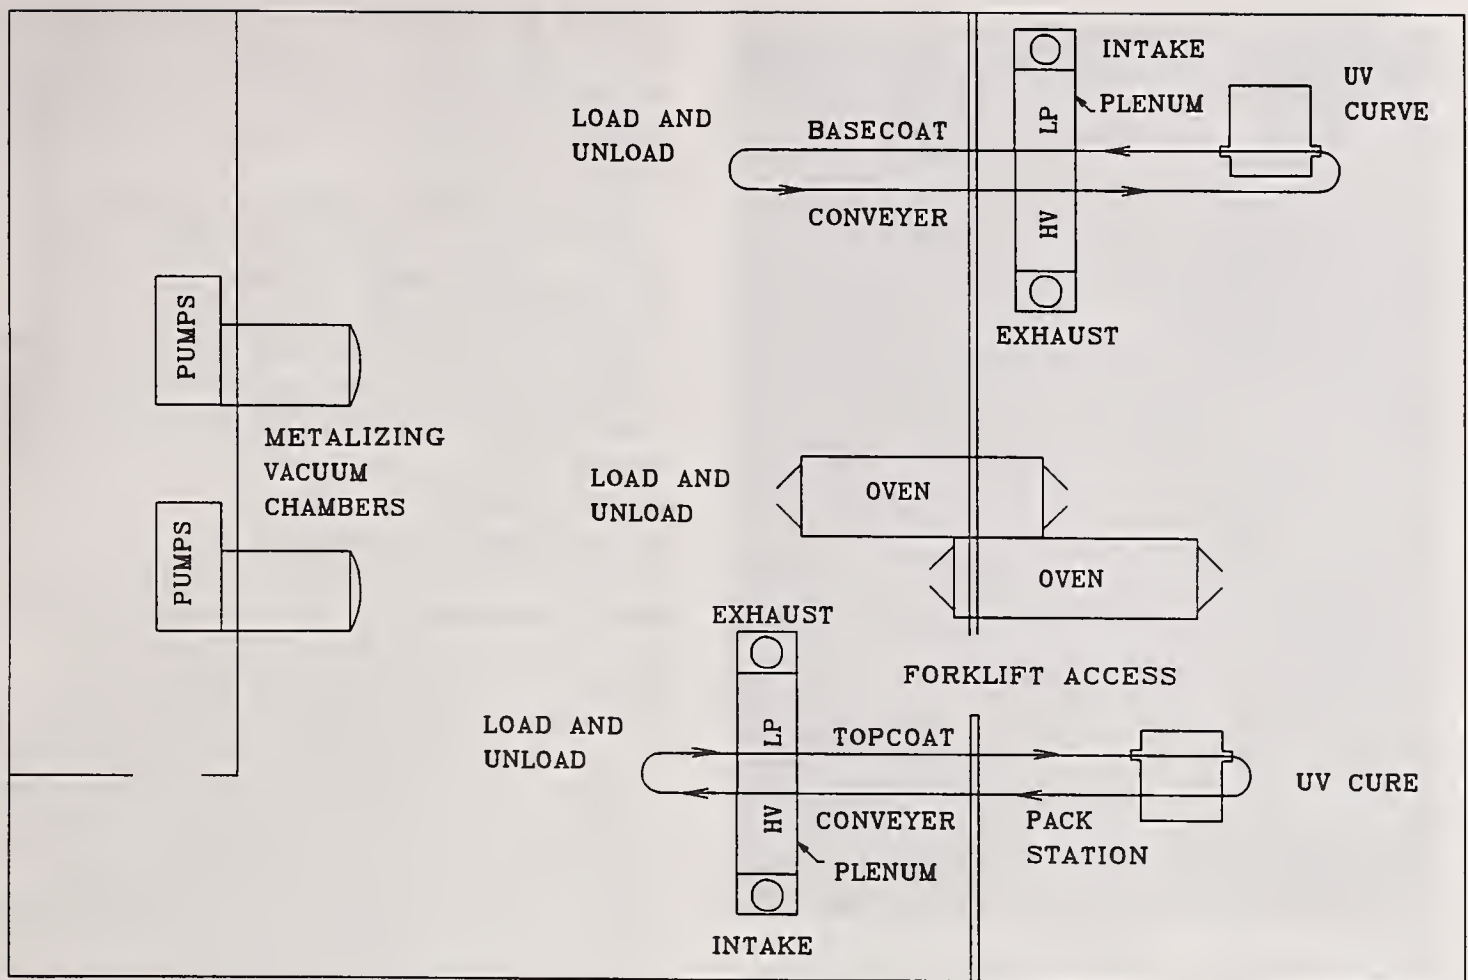 INTAKE
UV
CURVE
PLENUM
LP
LOAD AND
UNLOAD
BASECOAT
CONVEYER
HV
EXHAUST
PUMPS
METALIZING
VACUUM
CHAMBERS
PUMPS
LOAD AND
UNLOAD
OVEN
OVEN
EXHAUST
FORKLIFT ACCESS
LOAD AND
UNLOAD
LP
TOPCOAT
UV CURE
HV
CONVEYER
PACK
STATION
PLENUM
INTAKE